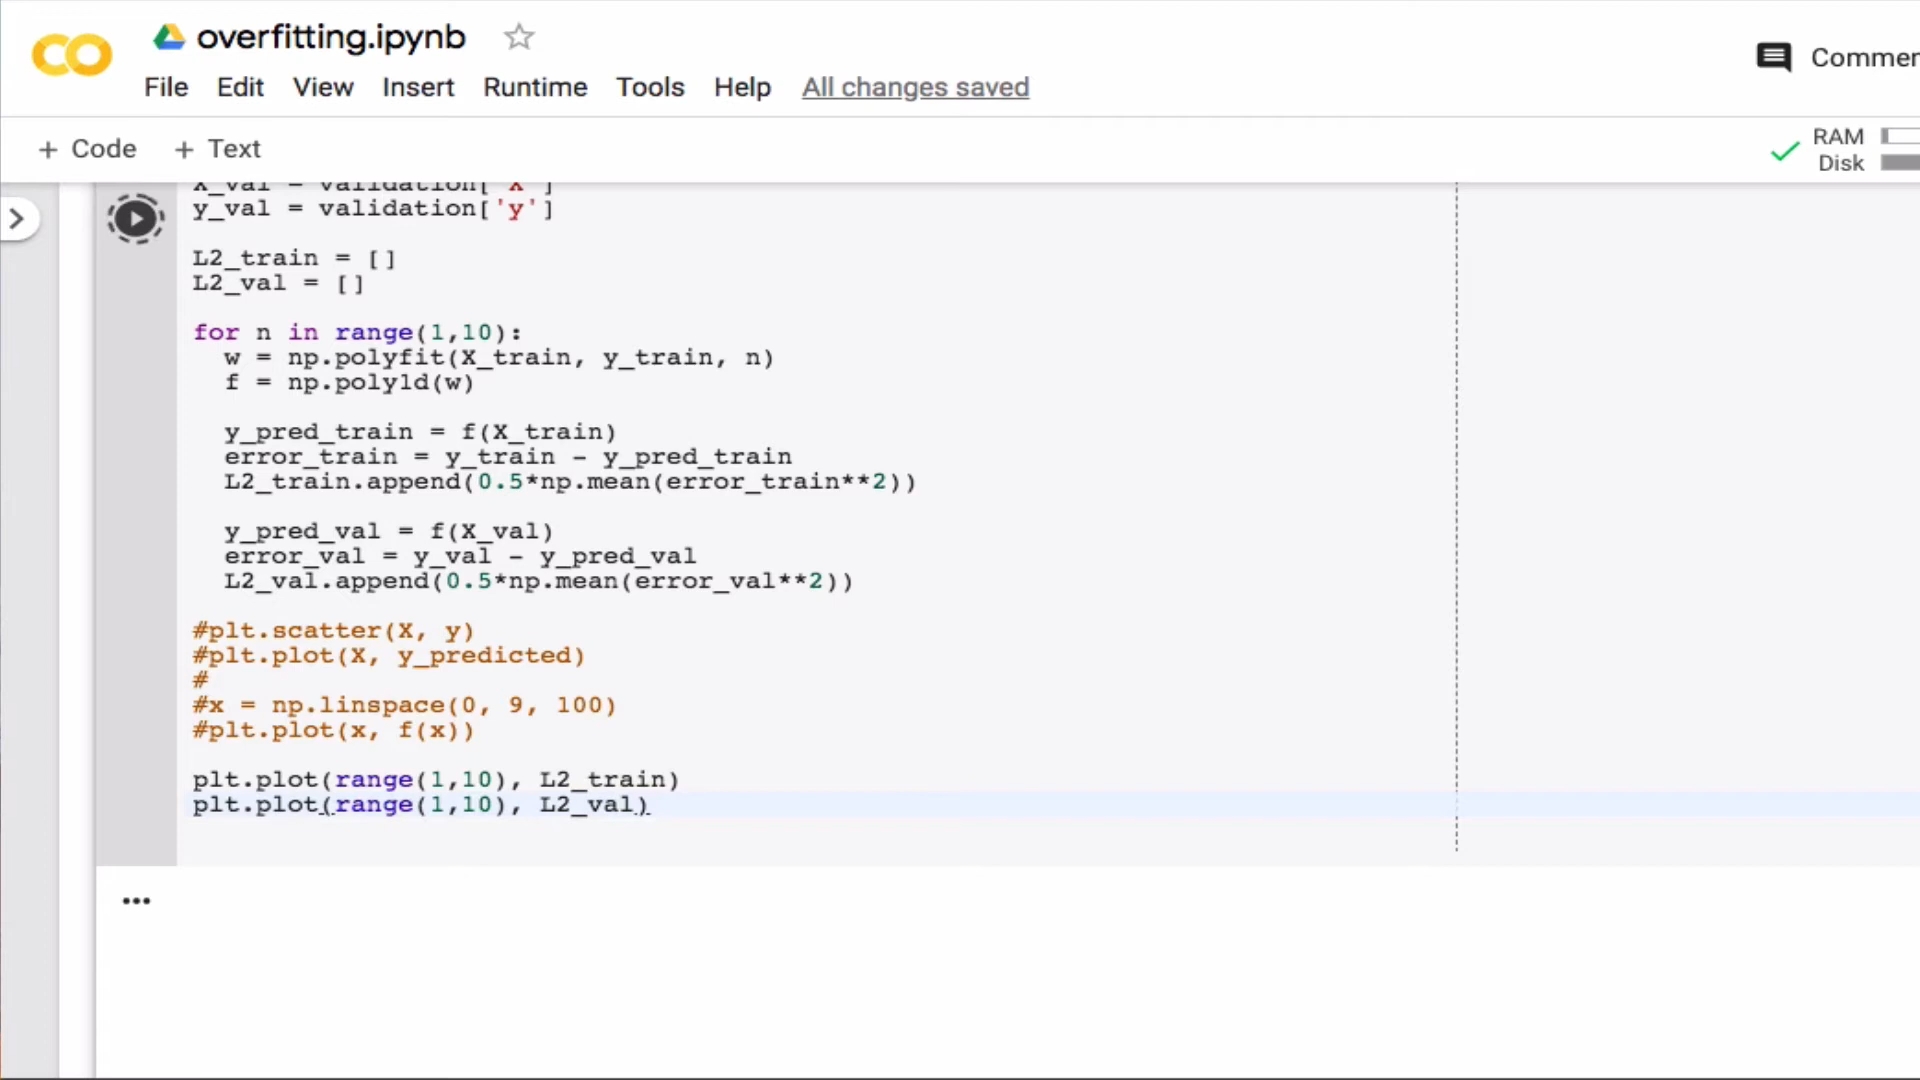 overfitting.ipynb
File Edit View Insert Runtime Tools Help All changes saved
Commen
+ Code + Text
RAM
Disk
X_val = validation['X']
y_val = validation['y']
L2_train = []
L2_val = []
for n in range(1,10):
w = np.polyfit(X_train, y_train, n)
f = np.poly1d(w)
y_pred_train = f(X_train)
error_train = y_train - y_pred_train
L2_train.append(0.5*np.mean(error_train**2))
y_pred_val = f(X_val)
error_val = y_val - y_pred_val
L2_val.append(0.5*np.mean(error_val**2))
#plt.scatter(X, y)
#plt.plot(X, y_predicted)
#
#x = np.linspace(0, 9, 100)
#plt.plot(x, f(x))
plt.plot(range(1,10), L2_train)
plt.plot(range(1,10), L2_val)